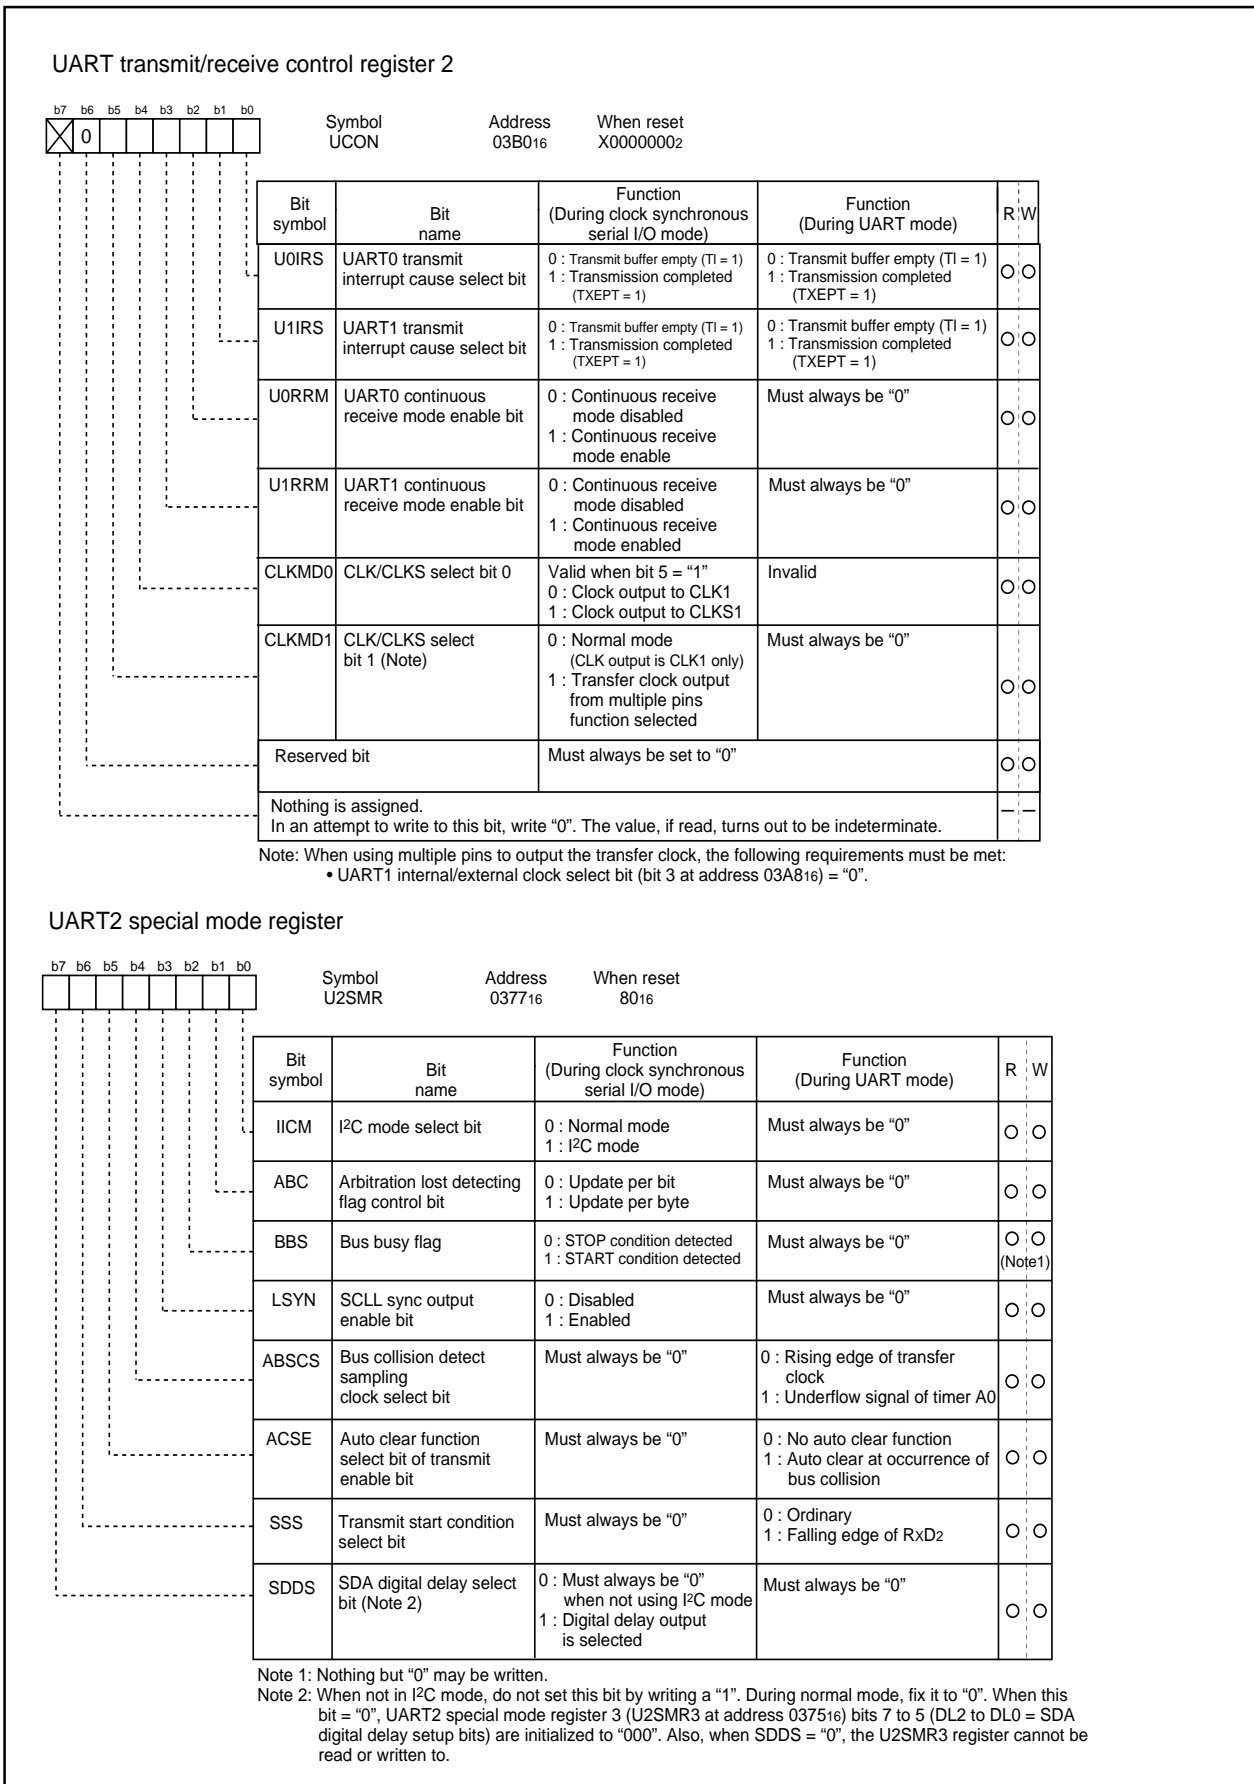 UART transmit/receive control register 2
b7 b6 b5 b4 b3 b2 b1 b0
0
Symbol Address When reset
UCON 03B016 X00000002
Bit symbol Bit name Function (During clock synchronous serial I/O mode) Function (During UART mode) R W
U0IRS UART0 transmit interrupt cause select bit
0 : Transmit buffer empty (TI = 1)
1 : Transmission completed
(TXEPT = 1)
0 : Transmit buffer empty (TI = 1)
1 : Transmission completed
(TXEPT = 1)
U1IRS UART1 transmit interrupt cause select bit
0 : Transmit buffer empty (TI = 1)
1 : Transmission completed
(TXEPT = 1)
0 : Transmit buffer empty (TI = 1)
1 : Transmission completed
(TXEPT = 1)
U0RRM UART0 continuous receive mode enable bit
0 : Continuous receive
mode disabled
1 : Continuous receive
mode enable
Must always be “0”
U1RRM UART1 continuous receive mode enable bit
0 : Continuous receive
mode disabled
1 : Continuous receive
mode enabled
Must always be “0”
CLKMD0 CLK/CLKS select bit 0
Valid when bit 5 = “1”
0 : Clock output to CLK1
1 : Clock output to CLKS1
Invalid
CLKMD1 CLK/CLKS select bit 1 (Note)
0 : Normal mode
(CLK output is CLK1 only)
1 : Transfer clock output
from multiple pins
function selected
Must always be “0”
Reserved bit Must always be set to “0”
Nothing is assigned.
In an attempt to write to this bit, write “0”. The value, if read, turns out to be indeterminate.
Note: When using multiple pins to output the transfer clock, the following requirements must be met:
• UART1 internal/external clock select bit (bit 3 at address 03A816) = “0”.
UART2 special mode register
b7 b6 b5 b4 b3 b2 b1 b0
Symbol Address When reset
U2SMR 037716 8016
Bit symbol Bit name Function (During clock synchronous serial I/O mode) Function (During UART mode) R W
IICM I2C mode select bit
0 : Normal mode
1 : I2C mode
Must always be “0”
ABC Arbitration lost detecting flag control bit
0 : Update per bit
1 : Update per byte
Must always be “0”
BBS Bus busy flag
0 : STOP condition detected
1 : START condition detected
Must always be “0”
(Note1)
LSYN SCLL sync output enable bit
0 : Disabled
1 : Enabled
Must always be “0”
ABSCS Bus collision detect sampling clock select bit
Must always be “0”
0 : Rising edge of transfer
clock
1 : Underflow signal of timer A0
ACSE Auto clear function select bit of transmit enable bit
Must always be “0”
0 : No auto clear function
1 : Auto clear at occurrence of
bus collision
SSS Transmit start condition select bit
Must always be “0”
0 : Ordinary
1 : Falling edge of RXD2
SDDS SDA digital delay select bit (Note 2)
0 : Must always be “0”
when not using I2C mode
1 : Digital delay output
is selected
Must always be “0”
Note 1: Nothing but “0” may be written.
Note 2: When not in I2C mode, do not set this bit by writing a “1”. During normal mode, fix it to “0”. When this
bit = “0”, UART2 special mode register 3 (U2SMR3 at address 037516) bits 7 to 5 (DL2 to DL0 = SDA
digital delay setup bits) are initialized to “000”. Also, when SDDS = “0”, the U2SMR3 register cannot be
read or written to.